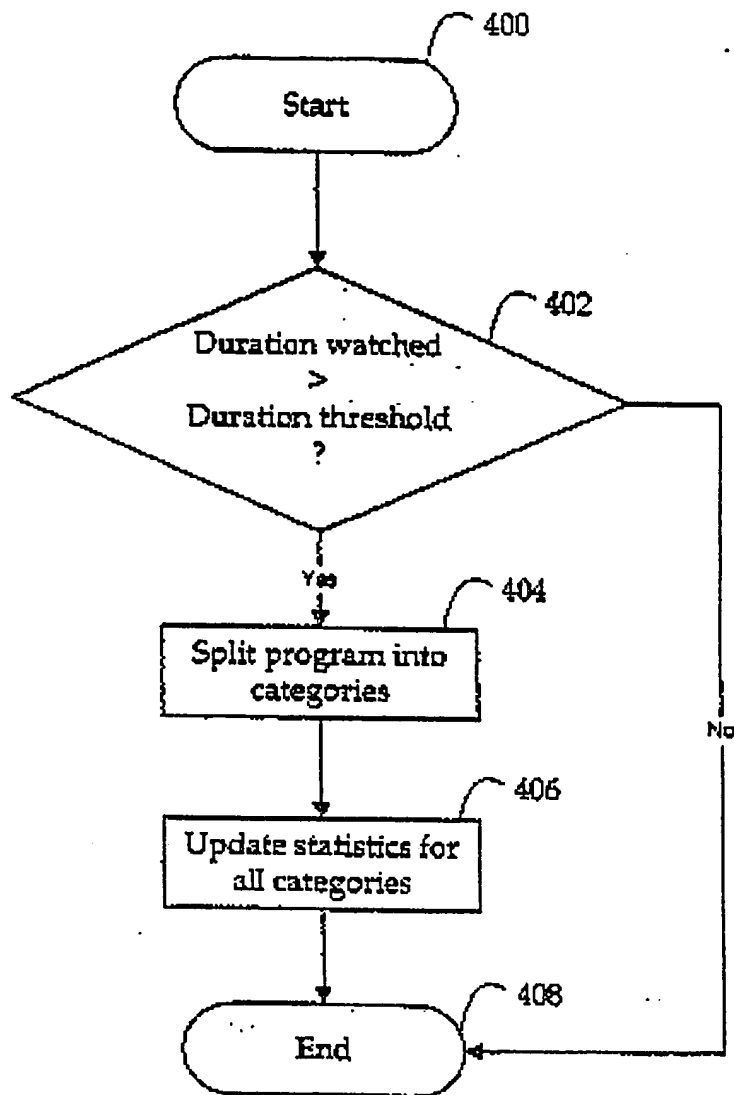 400
Start
402
Duration watched
>
Duration threshold
?
Yes
404
Split program into
categories
No
406
Update statistics for
all categories
408
End